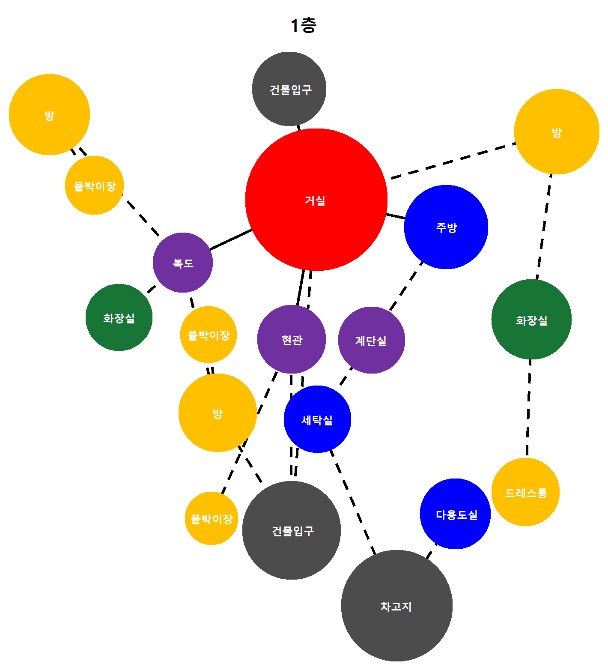 1층
건물입구
방
방
붙박이장
거실
주방
복도
화장실
붙박이장
현관
계단실
화장실
방
세탁실
드레스룸
붙박이장
건물입구
다용도실
차고지